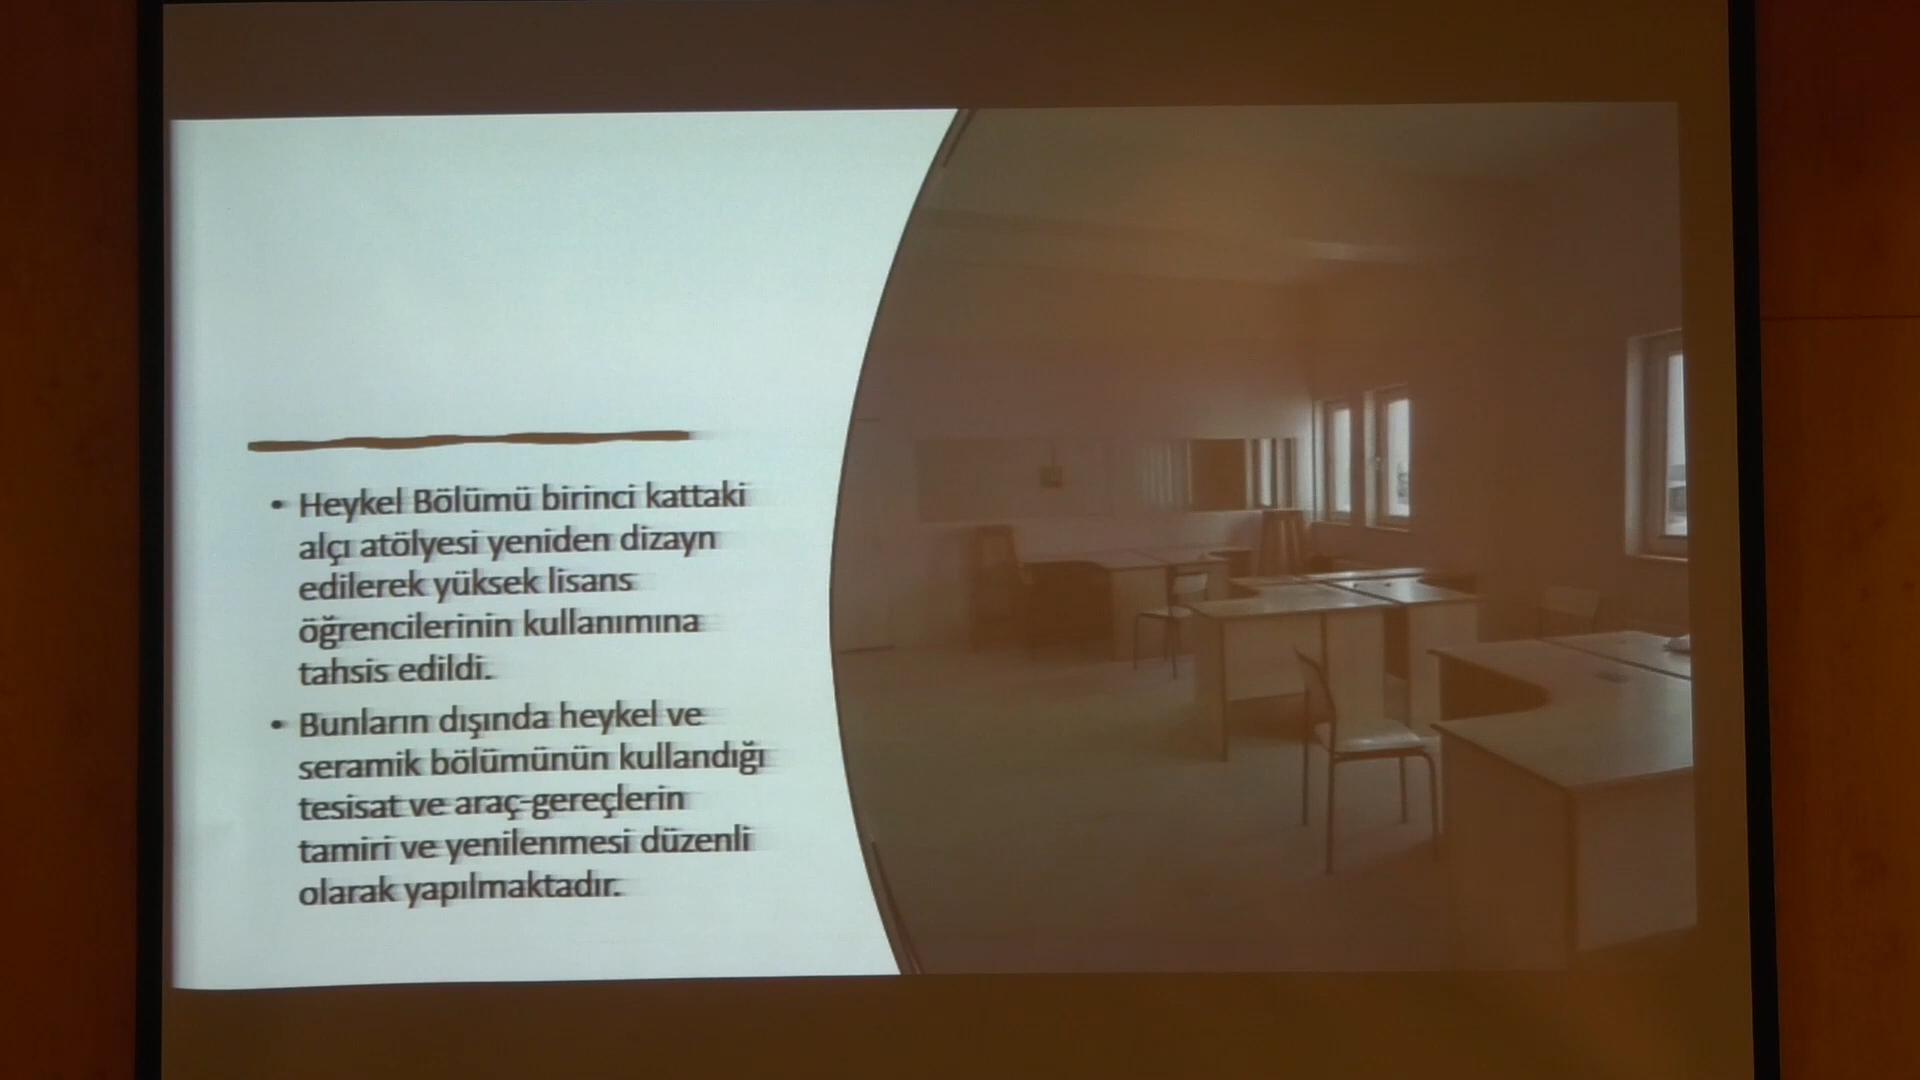 • Heykel Bölümü birinci kattaki
alçı atölyesi yeniden dizayn
edilerek yüksek lisans
öğrencilerinin kullanımına
tahsis edildi.
• Bunların dışında heykel ve
seramik bölümünün kullandığı
tesisat ve araç-gereçlerin
tamiri ve yenilenmesi düzenli
olarak yapılmaktadır.